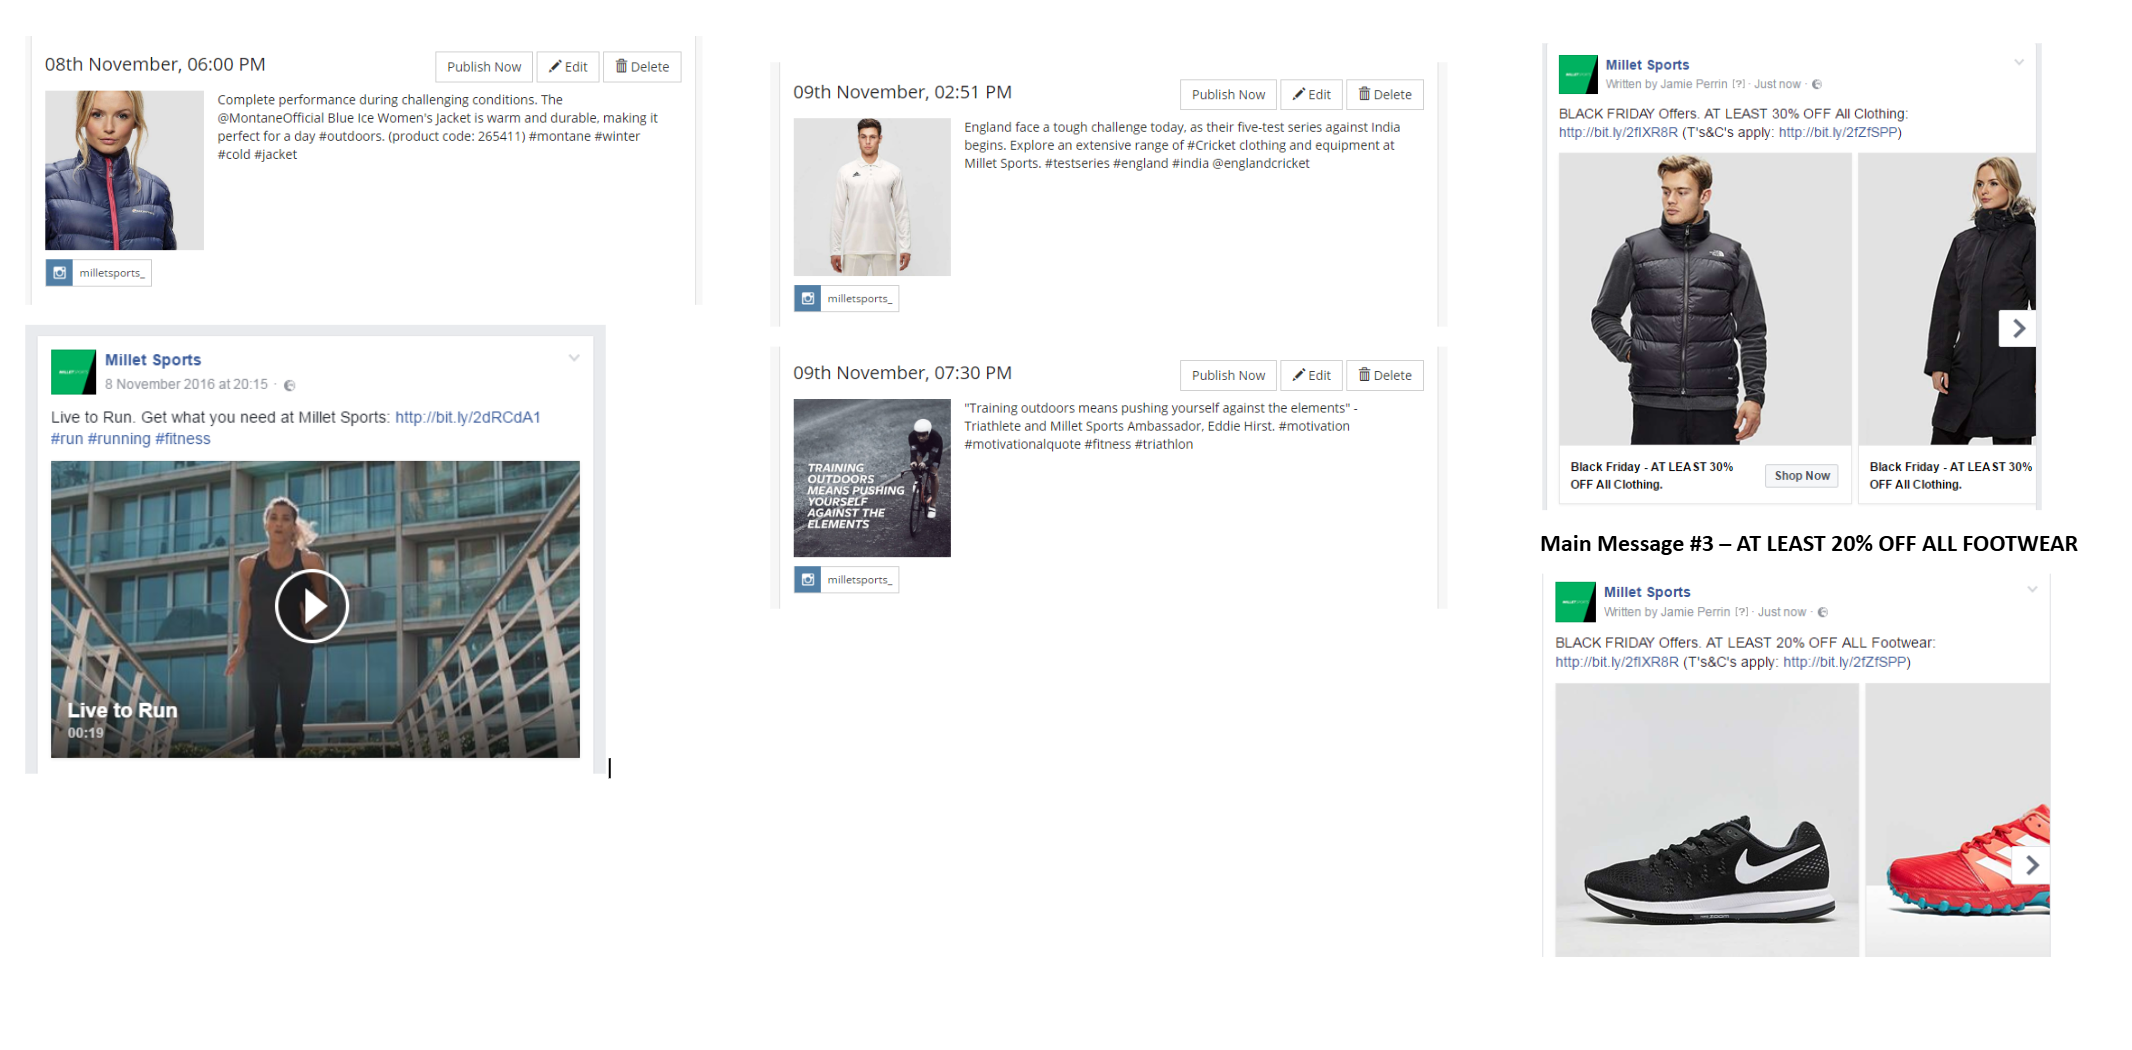 08th November, 06:00 PM
Publish Now
Edit
Delete
Complete performance during challenging conditions. The
@MontaneOfficial Blue Ice Women's Jacket is warm and durable, making it
perfect for a day #outdoors. (product code: 265411) #montane #winter
#cold #jacket
milletsports_
Millet Sports
8 November 2016 at 20:15 ·
Live to Run. Get what you need at Millet Sports: http://bit.ly/2dRCdA1
#run #running #fitness
Live to Run
00:19
09th November, 02:51 PM
Publish Now
Edit
Delete
England face a tough challenge today, as their five-test series against India
begins. Explore an extensive range of #Cricket clothing and equipment at
Millet Sports. #testseries #england #india @englandcricket
milletsports_
09th November, 07:30 PM
Publish Now
Edit
Delete
"Training outdoors means pushing yourself against the elements" -
Triathlete and Millet Sports Ambassador, Eddie Hirst. #motivation
#motivationalquote #fitness #triathlon
TRAINING
OUTDOORS
MEANS PUSHING
YOURSELF
AGAINST THE
ELEMENTS
milletsports_
Millet Sports
Written by Jamie Perrin [?] · Just now ·
BLACK FRIDAY Offers. AT LEAST 30% OFF All Clothing:
http://bit.ly/2fIXR8R (T's&C's apply: http://bit.ly/2fZfSPP)
Black Friday - AT LEAST 30%
OFF All Clothing.
Shop Now
Black Friday - AT LEAST 30%
OFF All Clothing.
Main Message #3 – AT LEAST 20% OFF ALL FOOTWEAR
Millet Sports
Written by Jamie Perrin [?] · Just now ·
BLACK FRIDAY Offers. AT LEAST 20% OFF ALL Footwear:
http://bit.ly/2fIXR8R (T's&C's apply: http://bit.ly/2fZfSPP)